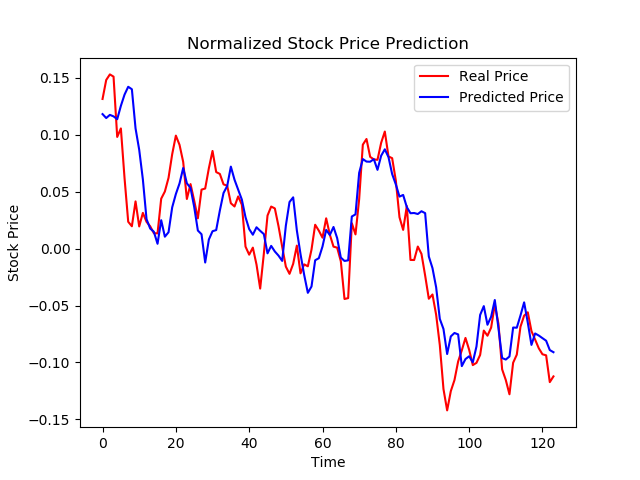 Normalized Stock Price Prediction
Real Price
Predicted Price
0.15
0.10
0.05
0.00
−0.05
−0.10
−0.15
Stock Price
0 20 40 60 80 100 120
Time